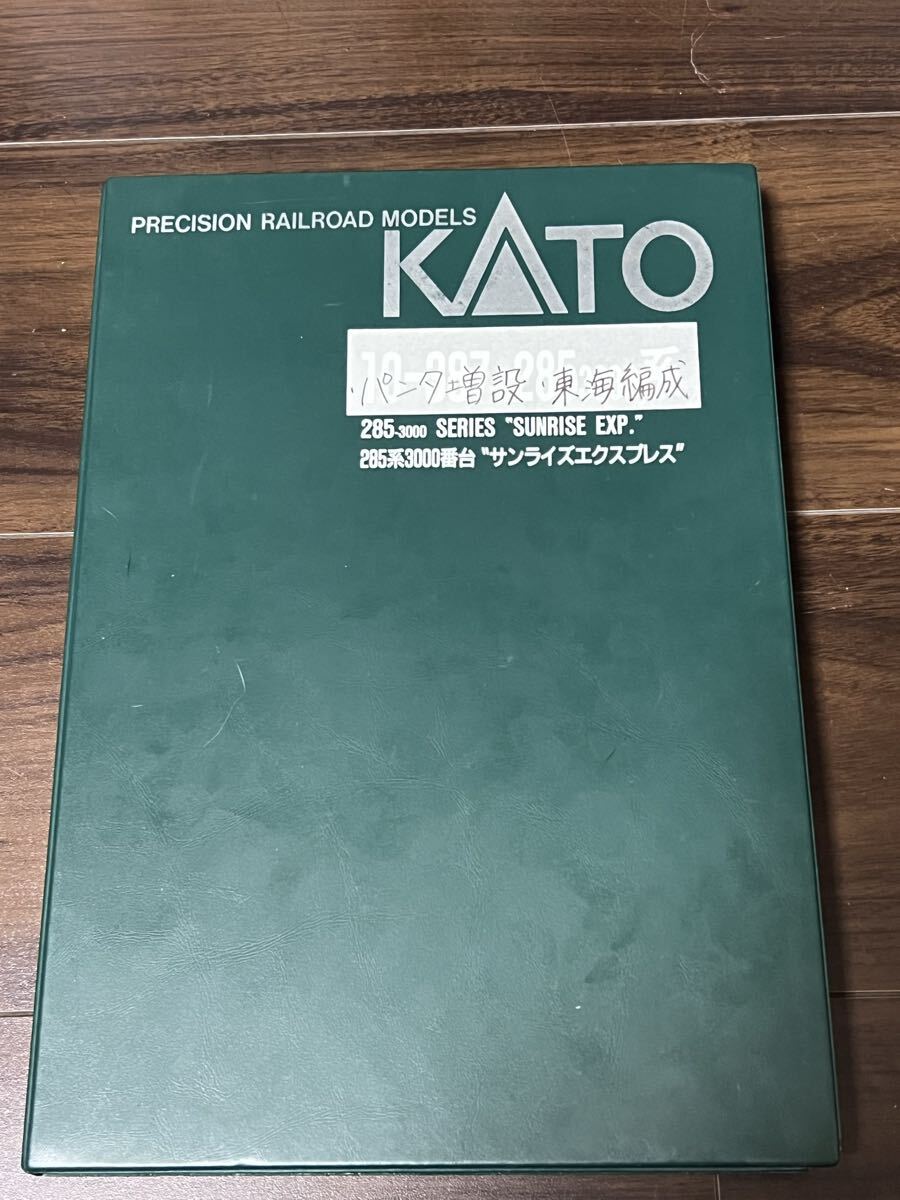 PRECISION RAILROAD MODELS
KATO
・パンタ増設・東海編成
285-3000 SERIES "SUNRISE EXP."
285系3000番台 "サンライズエクスプレス"